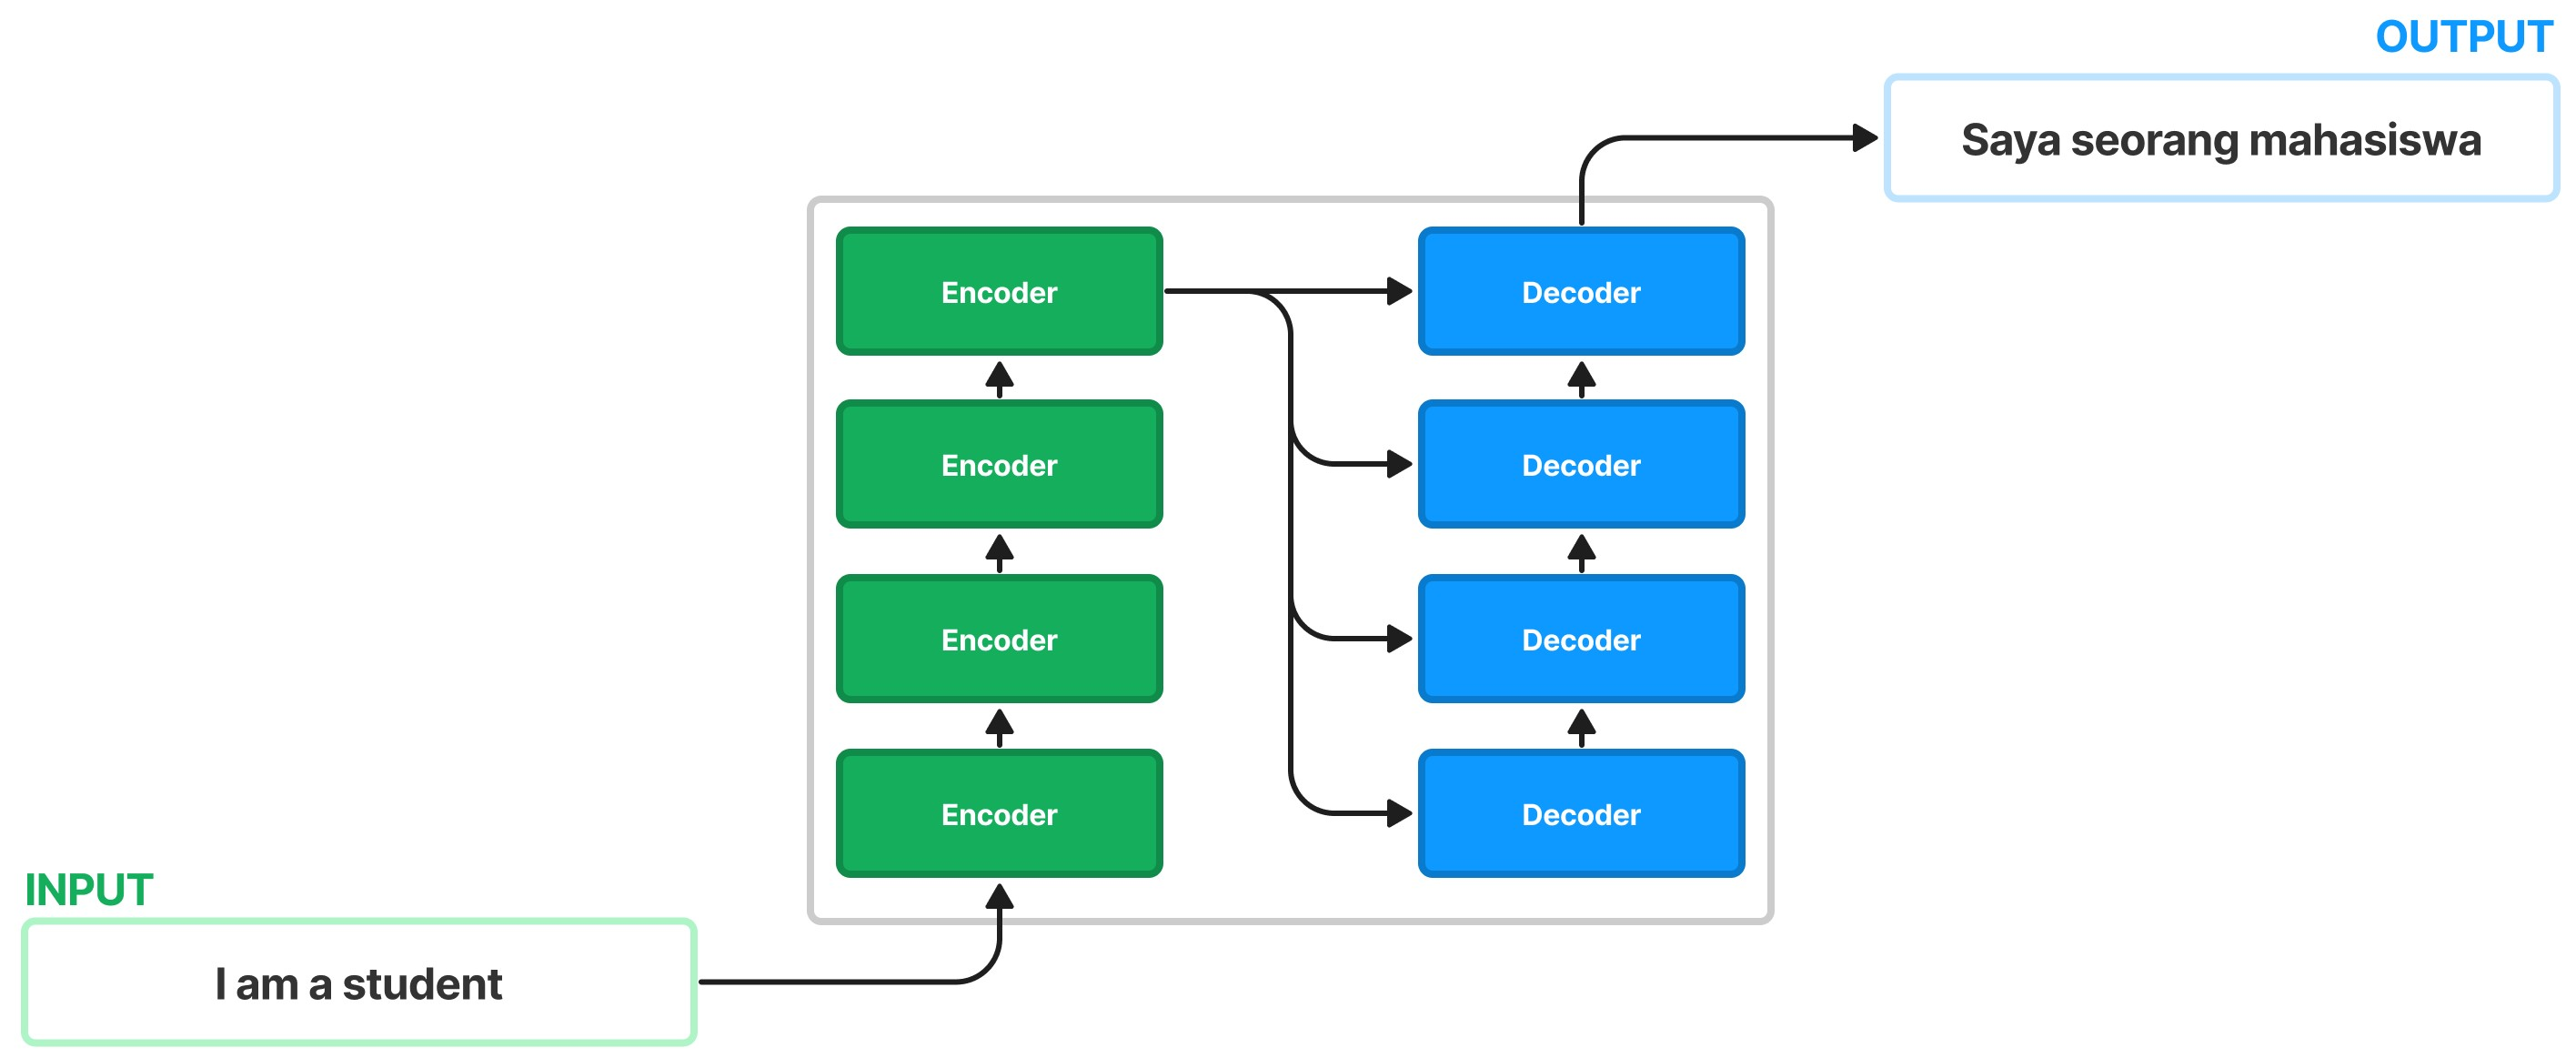 OUTPUT
Saya seorang mahasiswa
Encoder
Decoder
Encoder
Decoder
Encoder
Decoder
Encoder
Decoder
INPUT
I am a student